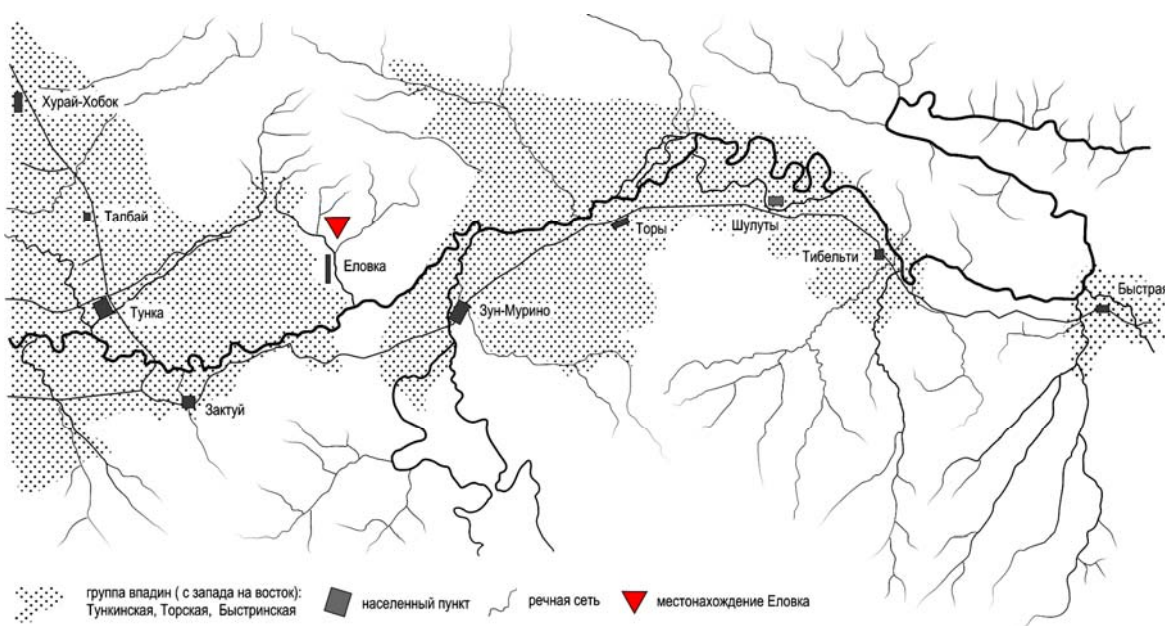 Хурай-Хобок
Талбай
Торы
Шулуты
Еловка
Тибельти
Быстрая
Тунка
Зун-Мурино
Зактуй
группа впадин ( с запада на восток):
Тункинская, Торская, Быстринская
населенный пункт
речная сеть
местонахождение Еловка